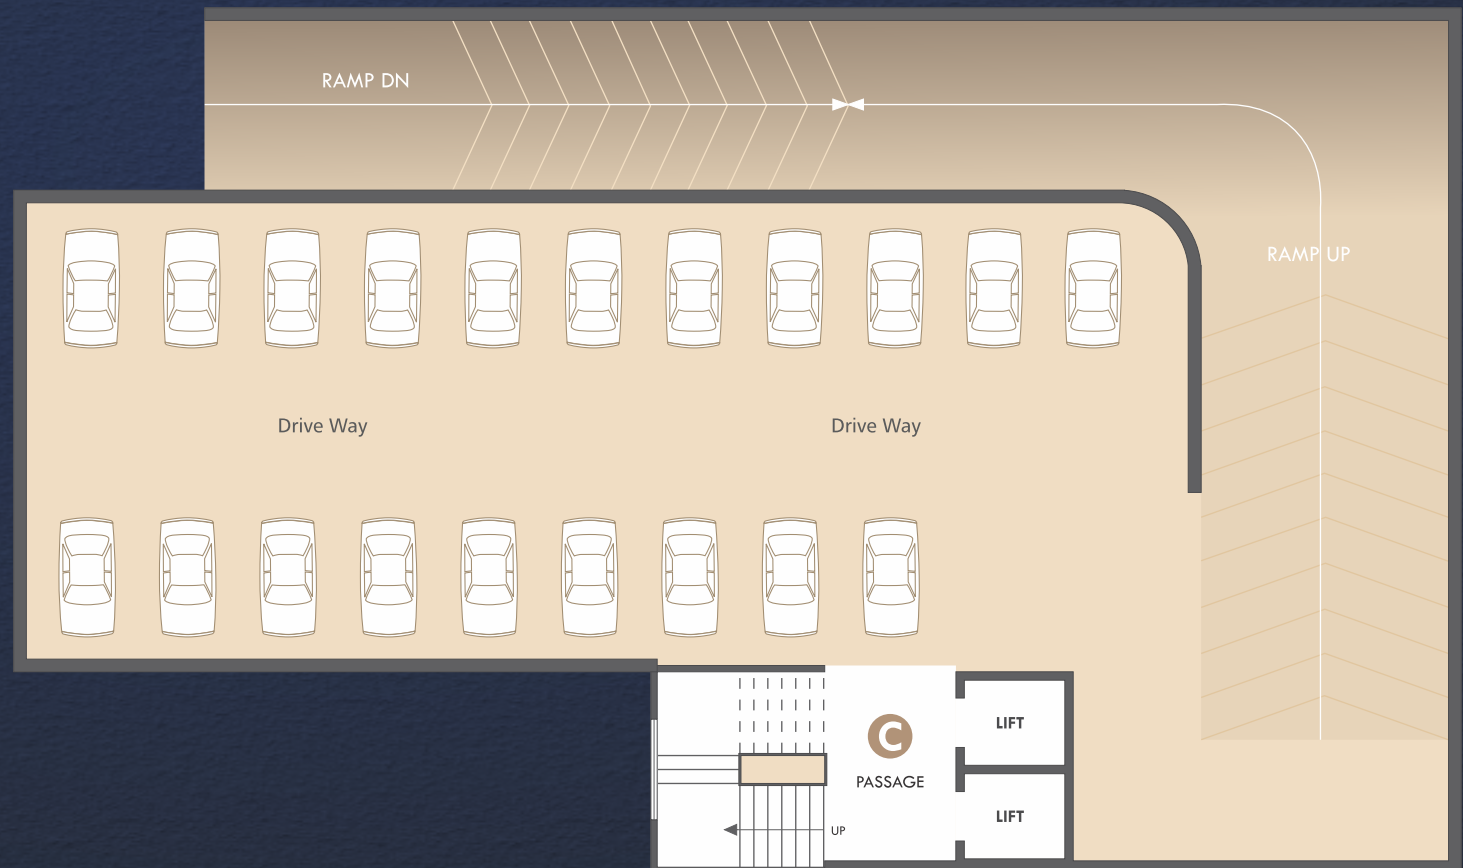 RAMP DN
RAMP UP
Drive Way
Drive Way
LIFT
C
PASSAGE
LIFT
UP